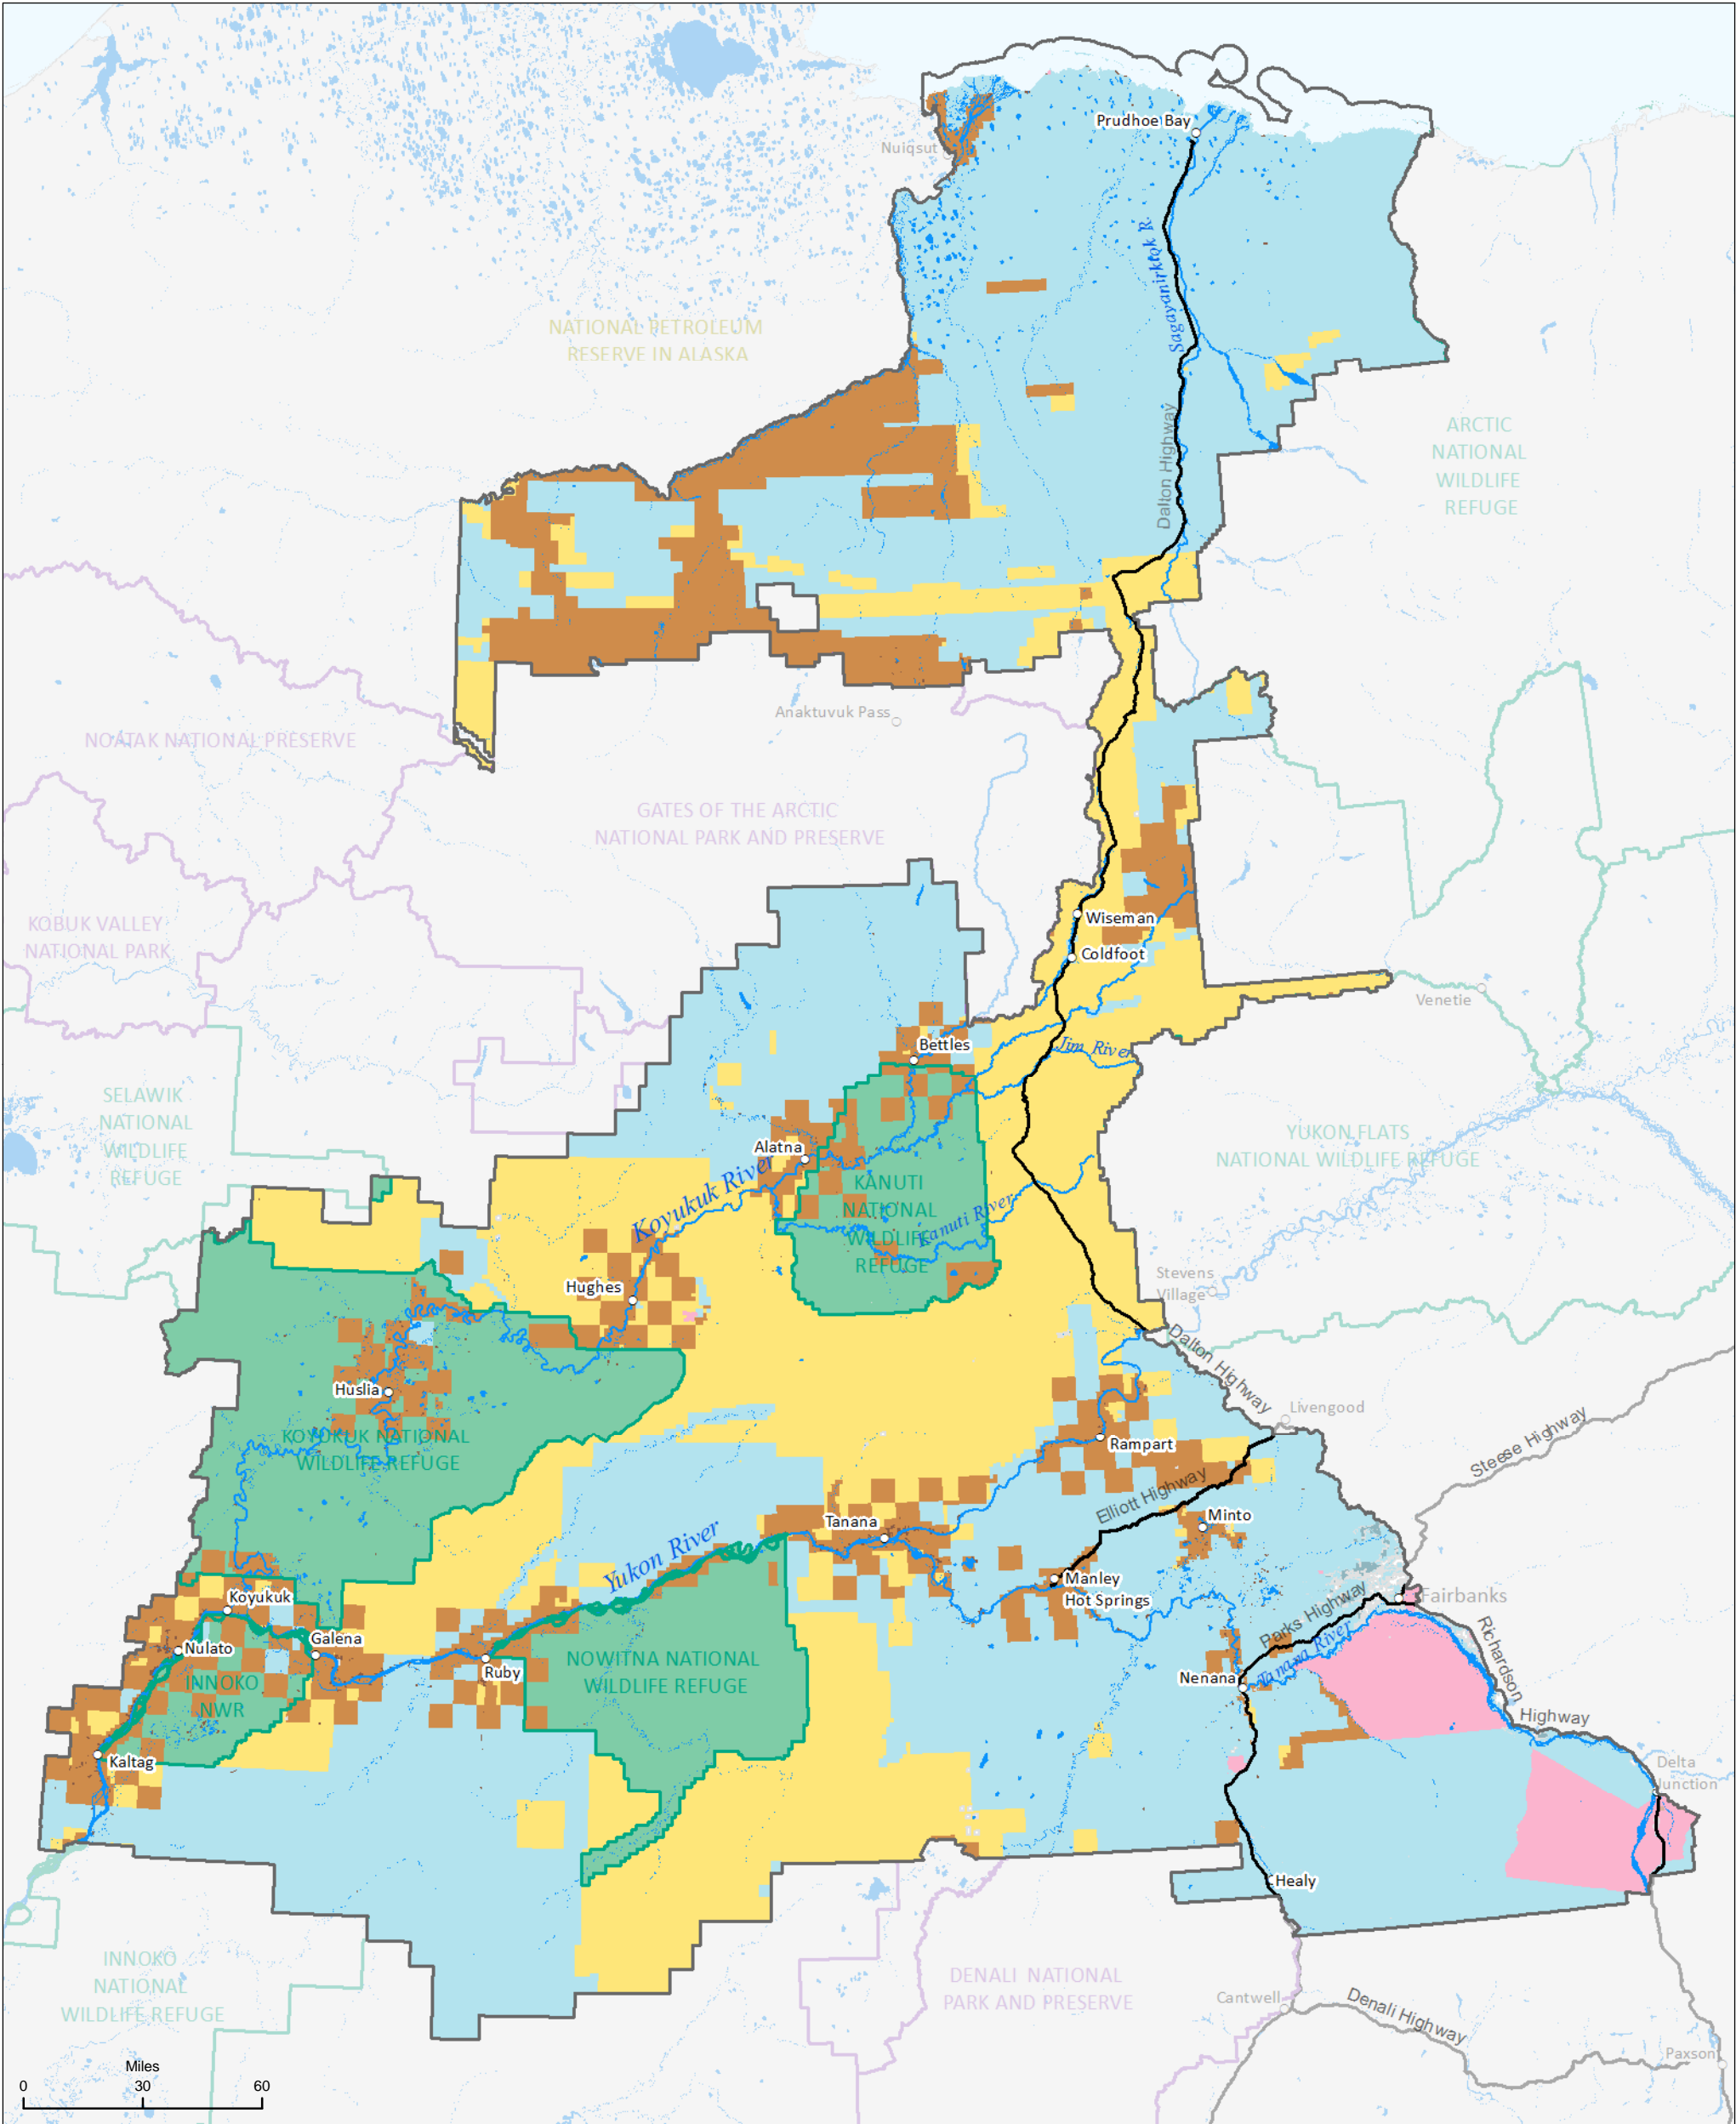 Prudhoe Bay
Nuiqsut
Sagavanirktok R.
NATIONAL PETROLEUM
RESERVE IN ALASKA
Dalton Highway
ARCTIC
NATIONAL
WILDLIFE
REFUGE
Anaktuvuk Pass
NOATAK NATIONAL PRESERVE
GATES OF THE ARCTIC
NATIONAL PARK AND PRESERVE
KOBUK VALLEY
NATIONAL PARK
Wiseman
Coldfoot
Venetie
Bettles
Jim River
SELAWIK
NATIONAL
WILDLIFE
REFUGE
YUKON FLATS
NATIONAL WILDLIFE REFUGE
Alatna
Koyukuk River
KANUTI
NATIONAL
WILDLIFE
REFUGE
Kanuti River
Hughes
Stevens
Village
Dalton Highway
Huslia
Livengood
KOYUKUK NATIONAL
WILDLIFE REFUGE
Rampart
Steese Highway
Elliott Highway
Tanana
Minto
Yukon River
Manley
Hot Springs
Koyukuk
Parks Highway
Fairbanks
Galena
Nulato
Ruby
NOWITNA NATIONAL
WILDLIFE REFUGE
INNOKO
NWR
Tanana River
Nenana
Richardson
Highway
Kaltag
Delta
Junction
Healy
INNOKO
NATIONAL
WILDLIFE REFUGE
DENALI NATIONAL
PARK AND PRESERVE
Cantwell
Denali Highway
Paxson
Miles
0 30 60